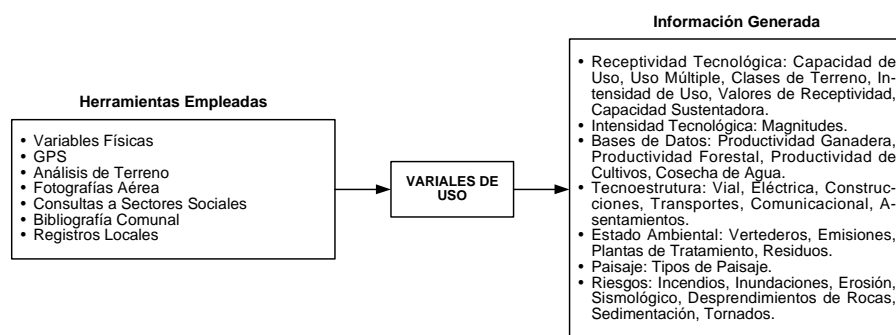 Herramientas Empleadas
• Variables Físicas
• GPS
• Análisis de Terreno
• Fotografías Aérea
• Consultas a Sectores Sociales
• Bibliografía Comunal
• Registros Locales
VARIALES DE
USO
Información Generada
• Receptividad Tecnológica: Capacidad de
Uso, Uso Múltiple, Clases de Terreno, In-
tensidad de Uso, Valores de Receptividad,
Capacidad Sustentadora.
• Intensidad Tecnológica: Magnitudes.
• Bases de Datos: Productividad Ganadera,
Productividad Forestal, Productividad de
Cultivos, Cosecha de Agua.
• Tecnoestrutura: Vial, Eléctrica, Construc-
ciones, Transportes, Comunicacional, A-
sentamientos.
• Estado Ambiental: Vertederos, Emisiones,
Plantas de Tratamiento, Residuos.
• Paisaje: Tipos de Paisaje.
• Riesgos: Incendios, Inundaciones, Erosión,
Sismológico, Desprendimientos de Rocas,
Sedimentación, Tornados.